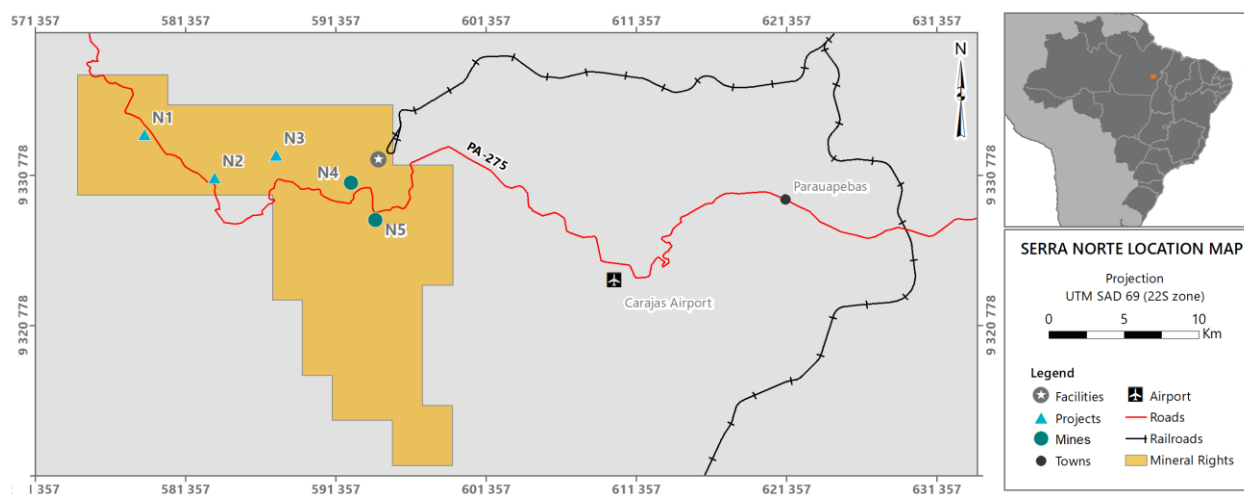 571 357 581 357 591 357 601 357 611 357 621 357 631 357
N
N1
N2
N3
N4
N5
PA-275
Parauapebas
Carajas Airport
9 330 778
9 320 778
9 330 778
9 320 778
571 357 581 357 591 357 601 357 611 357 621 357 631 357
SERRA NORTE LOCATION MAP
Projection
UTM SAD 69 (22S zone)
0 5 10
Km
Legend
Facilities
Projects
Mines
Towns
Airport
Roads
Railroads
Mineral Rights